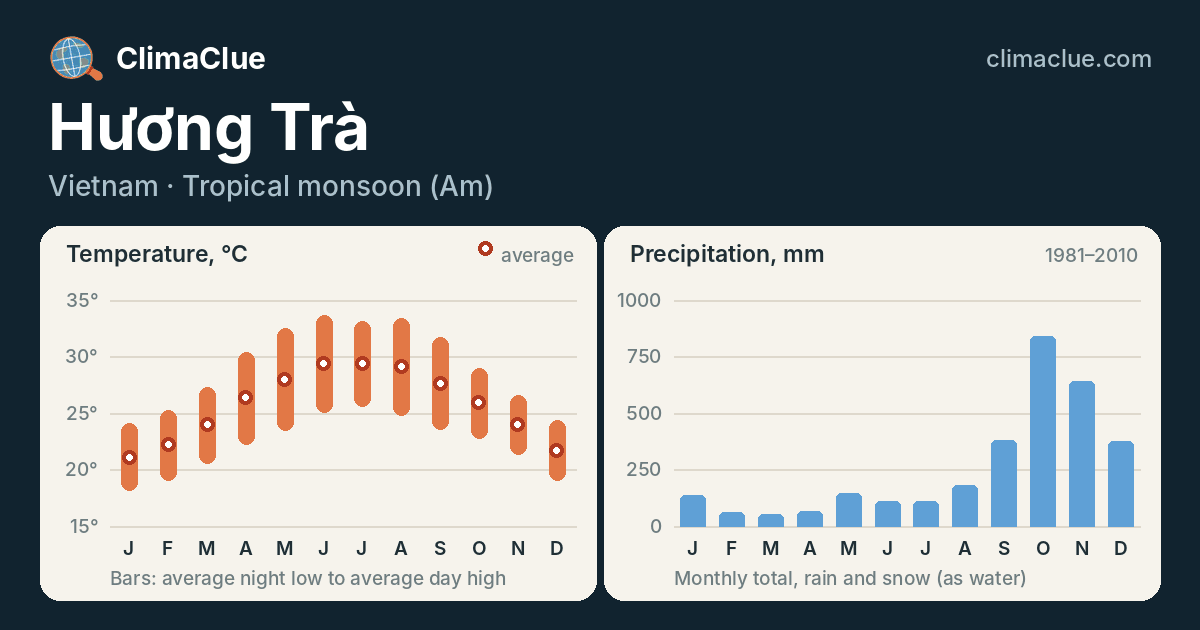 ClimaClue
climaclue.com
Hương Trà
Vietnam · Tropical monsoon (Am)
Temperature, °C
average
35°
30°
25°
20°
15°
J F M A M J J A S O N D
Bars: average night low to average day high
Precipitation, mm
1981–2010
1000
750
500
250
0
J F M A M J J A S O N D
Monthly total, rain and snow (as water)